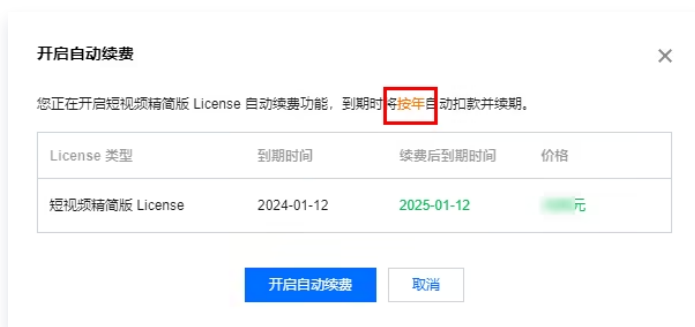 开启自动续费
您正在开启短视频精简版 License 自动续费功能，到期时将按年自动扣款并续期。
License 类型 到期时间 续费后到期时间 价格
短视频精简版 License 2024-01-12 2025-01-12 元
开启自动续费 取消